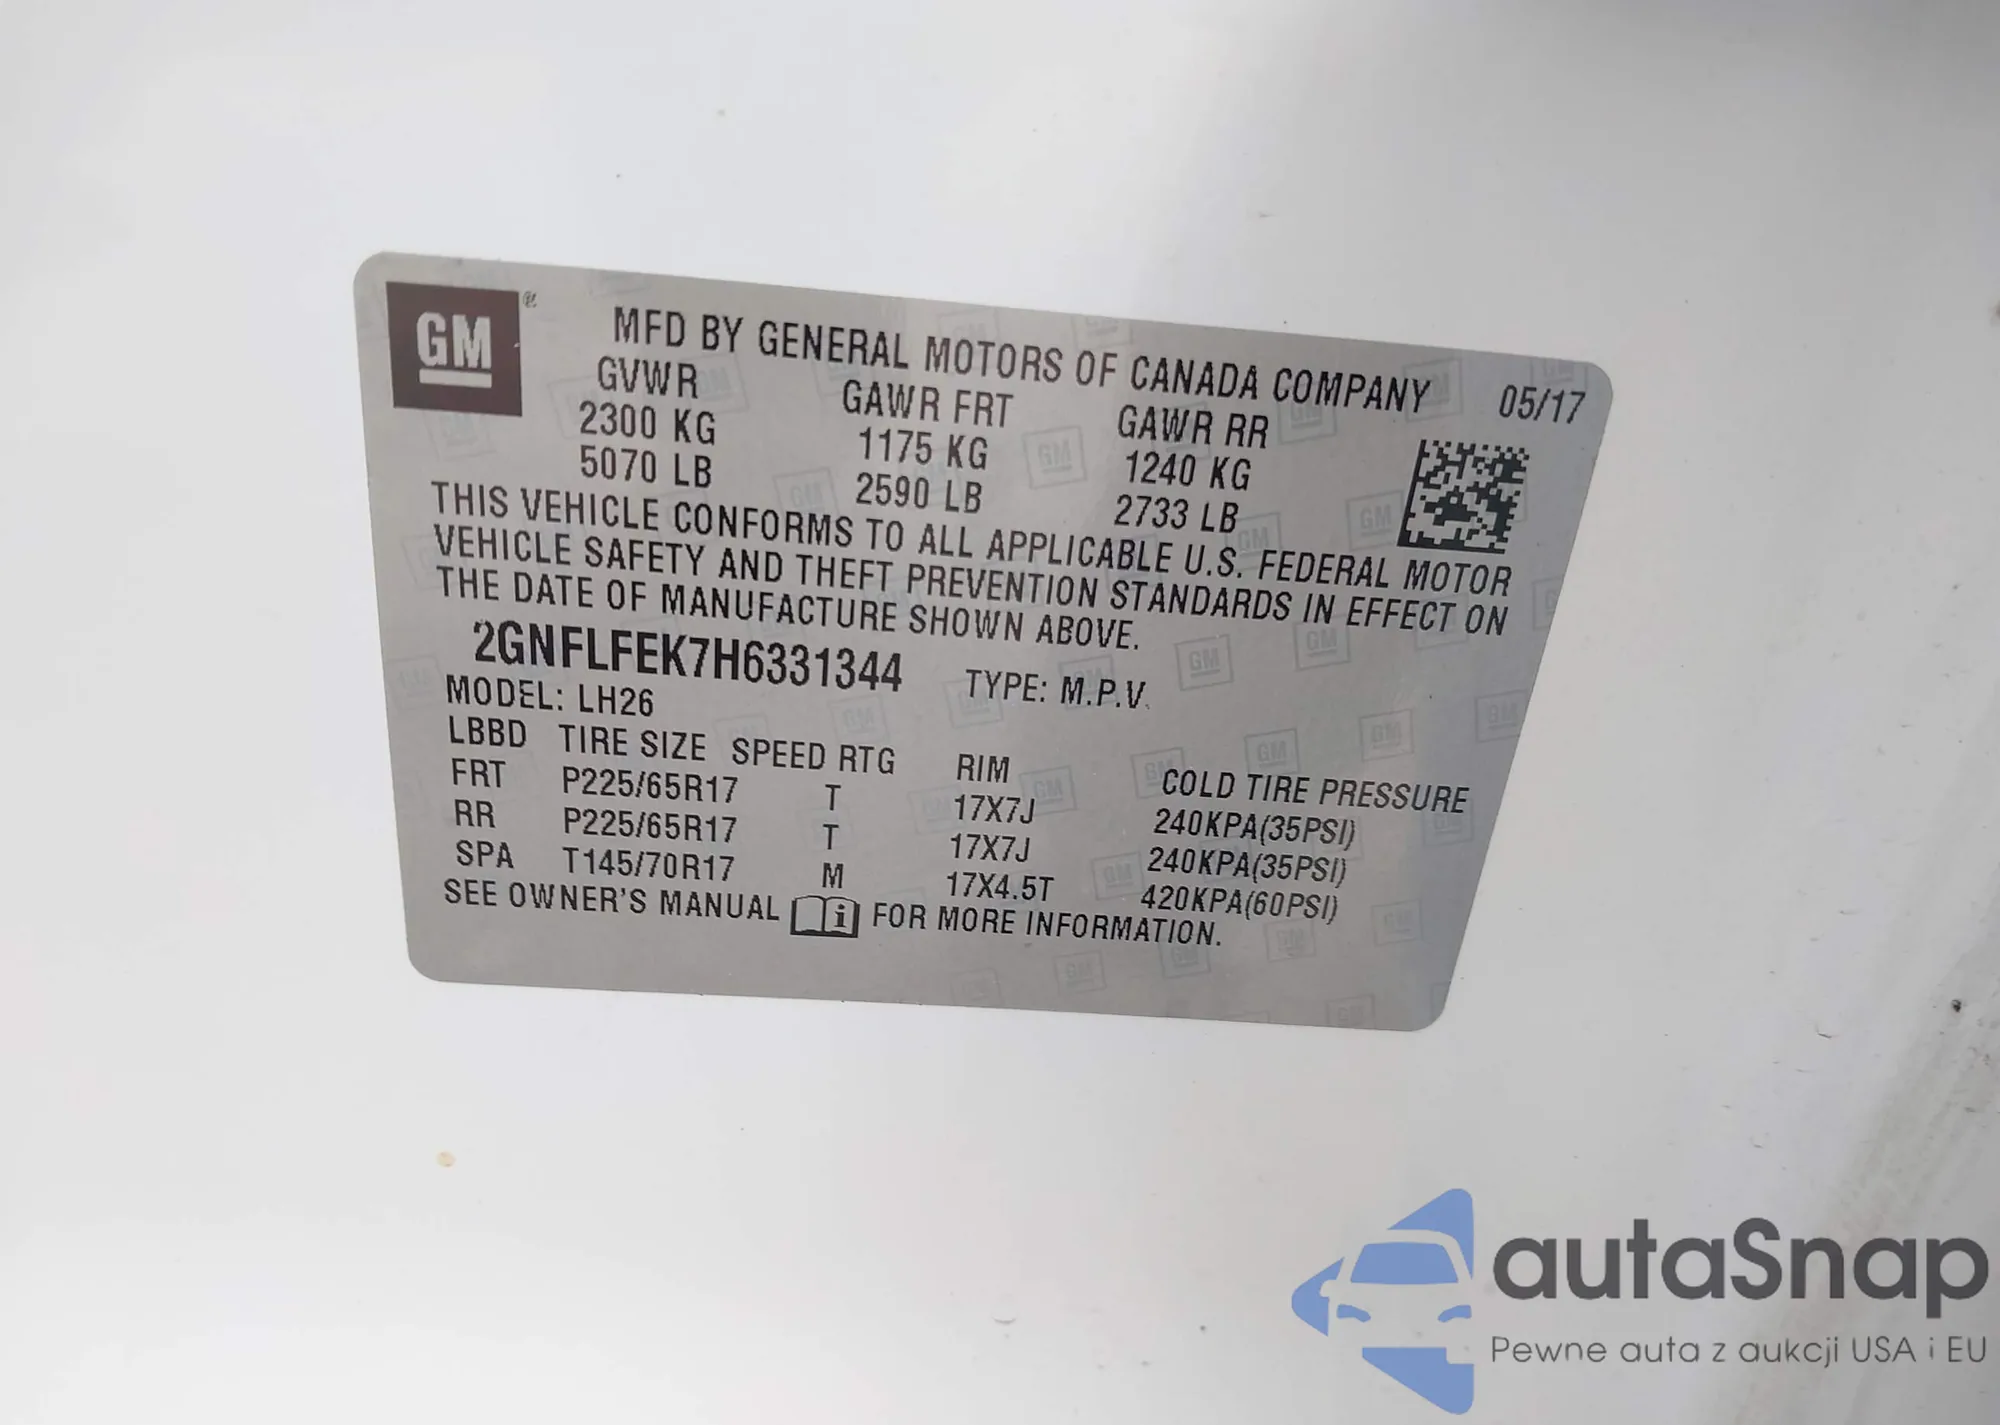 GM
MFD BY GENERAL MOTORS OF CANADA COMPANY 05/17
GVWR GAWR FRT GAWR RR
2300 KG 1175 KG 1240 KG
5070 LB 2590 LB 2733 LB
THIS VEHICLE CONFORMS TO ALL APPLICABLE U.S. FEDERAL MOTOR
VEHICLE SAFETY AND THEFT PREVENTION STANDARDS IN EFFECT ON
THE DATE OF MANUFACTURE SHOWN ABOVE.
2GNFLFEK7H6331344 TYPE: M.P.V.
MODEL: LH26
LBBD TIRE SIZE SPEED RTG RIM COLD TIRE PRESSURE
FRT P225/65R17 T 17X7J 240KPA(35PSI)
RR P225/65R17 T 17X7J 240KPA(35PSI)
SPA T145/70R17 M 17X4.5T 420KPA(60PSI)
SEE OWNER'S MANUAL i FOR MORE INFORMATION.
autaSnap
Pewne auta z aukcji USA i EU